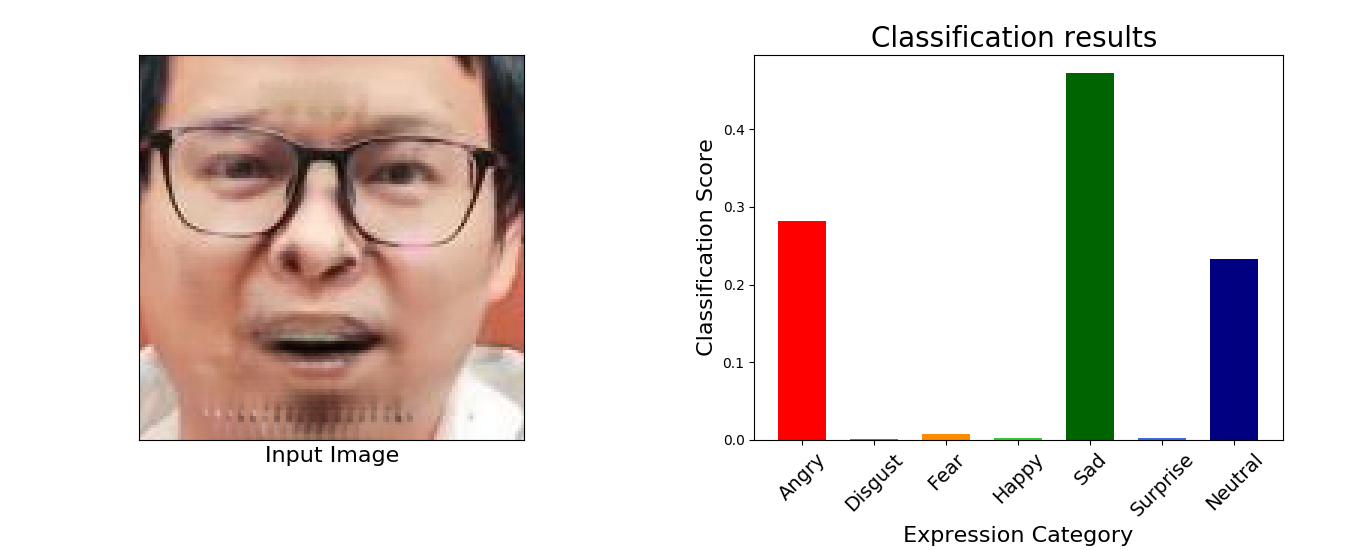 Classification results
Classification Score
0.4
0.3
0.2
0.1
0.0
Angry
Disgust
Fear
Happy
Sad
Surprise
Neutral
Input Image
Expression Category